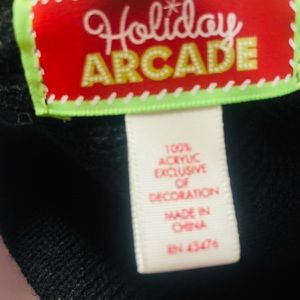 Holiday
ARCADE
100%
ACRYLIC
EXCLUSIVE
OF
DECORATION
MADE IN
CHINA
RN 43476